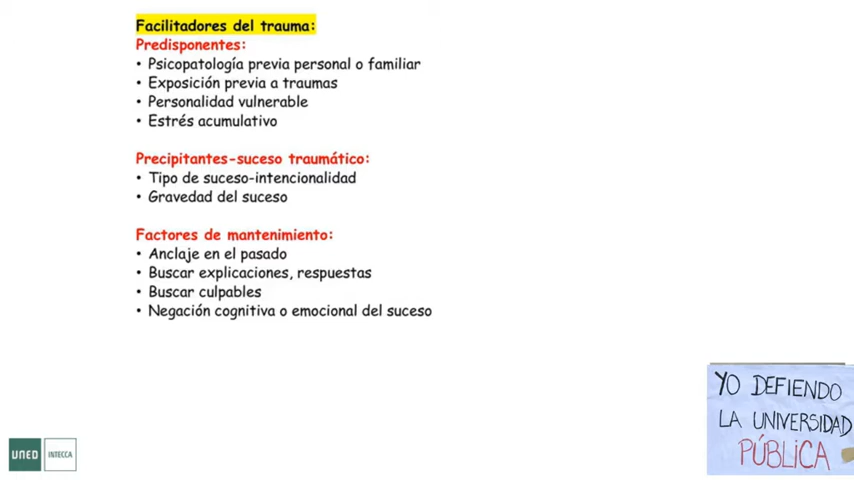 Facilitadores del trauma:
Predisponentes:
• Psicopatología previa personal o familiar
• Exposición previa a traumas
• Personalidad vulnerable
• Estrés acumulativo
Precipitantes-suceso traumático:
• Tipo de suceso-intencionalidad
• Gravedad del suceso
Factores de mantenimiento:
• Anclaje en el pasado
• Buscar explicaciones, respuestas
• Buscar culpables
• Negación cognitiva o emocional del suceso
YO DEFIENDO
LA UNIVERSIDAD
PÚBLICA
UNED INTECCA